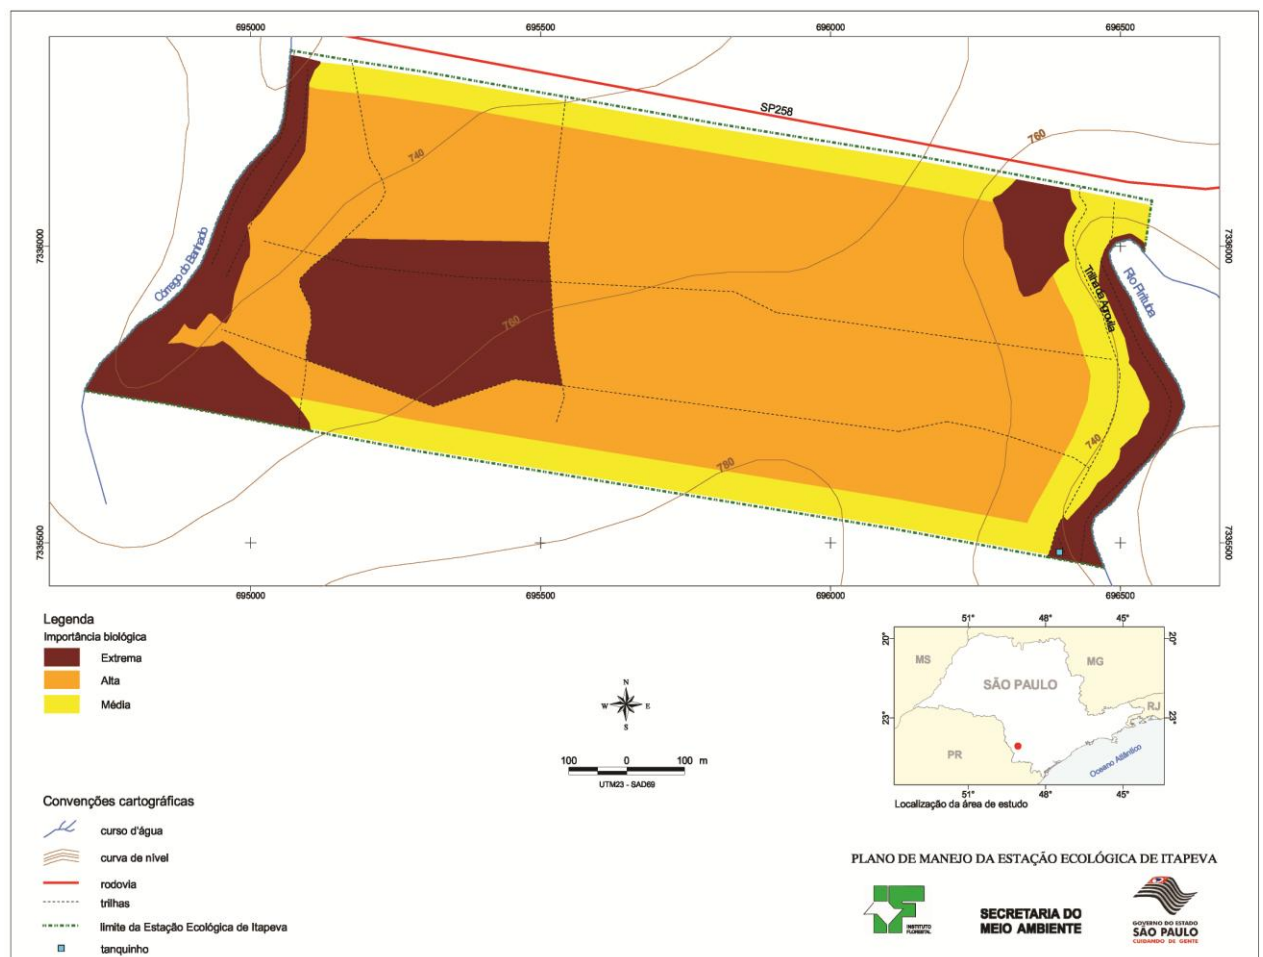 695000
695500
696000
696500
SP258
760
740
7336000
7336000
Córrego do Banhado
Rio Pirituba
Trilha da Agrovila
760
740
780
7335500
7335500
695000
695500
696000
696500
Legenda
Importância biológica
Extrema
Alta
Média
N
W
E
S
100
0
100 m
UTM23 - SAD69
51°
48°
45°
20°
20°
MS
MG
SÃO PAULO
RJ
23°
23°
PR
Oceano Atlântico
51°
48°
45°
Localização da área de estudo
Convenções cartográficas
curso d'água
curva de nível
rodovia
trilhas
limite da Estação Ecológica de Itapeva
tanquinho
PLANO DE MANEJO DA ESTAÇÃO ECOLÓGICA DE ITAPEVA
INSTITUTO
FLORESTAL
SECRETARIA DO
MEIO AMBIENTE
GOVERNO DO ESTADO
SÃO PAULO
CUIDANDO DE GENTE